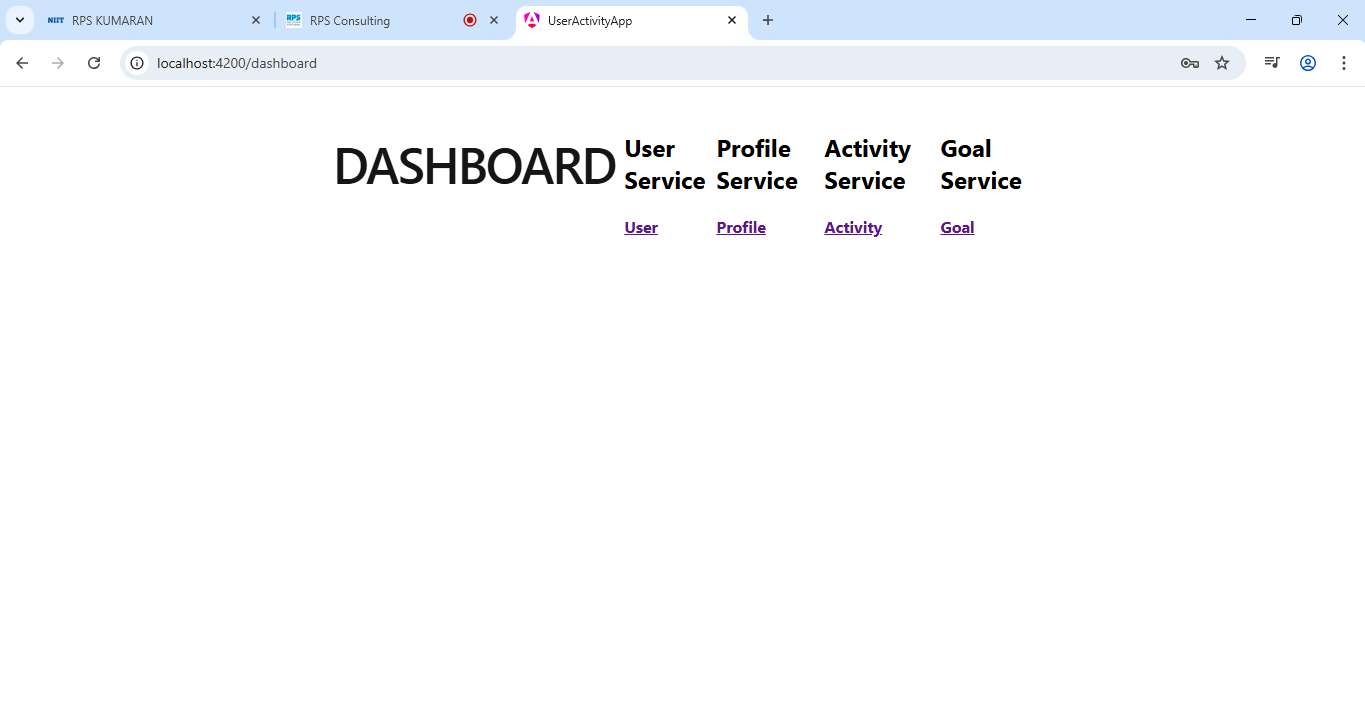 NIIT RPS KUMARAN
RPS RPS Consulting
UserActivityApp
localhost:4200/dashboard
DASHBOARD
User
Service
User
Profile
Service
Profile
Activity
Service
Activity
Goal
Service
Goal